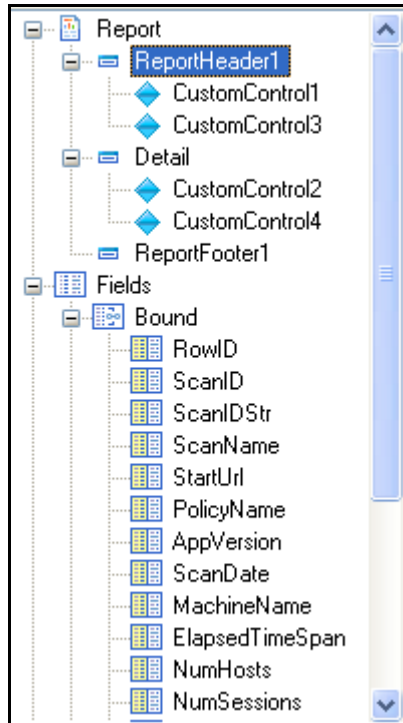 Report
ReportHeader1
CustomControl1
CustomControl3
Detail
CustomControl2
CustomControl4
ReportFooter1
Fields
Bound
RowID
ScanID
ScanIDStr
ScanName
StartUrl
PolicyName
AppVersion
ScanDate
MachineName
ElapsedTimeSpan
NumHosts
NumSessions